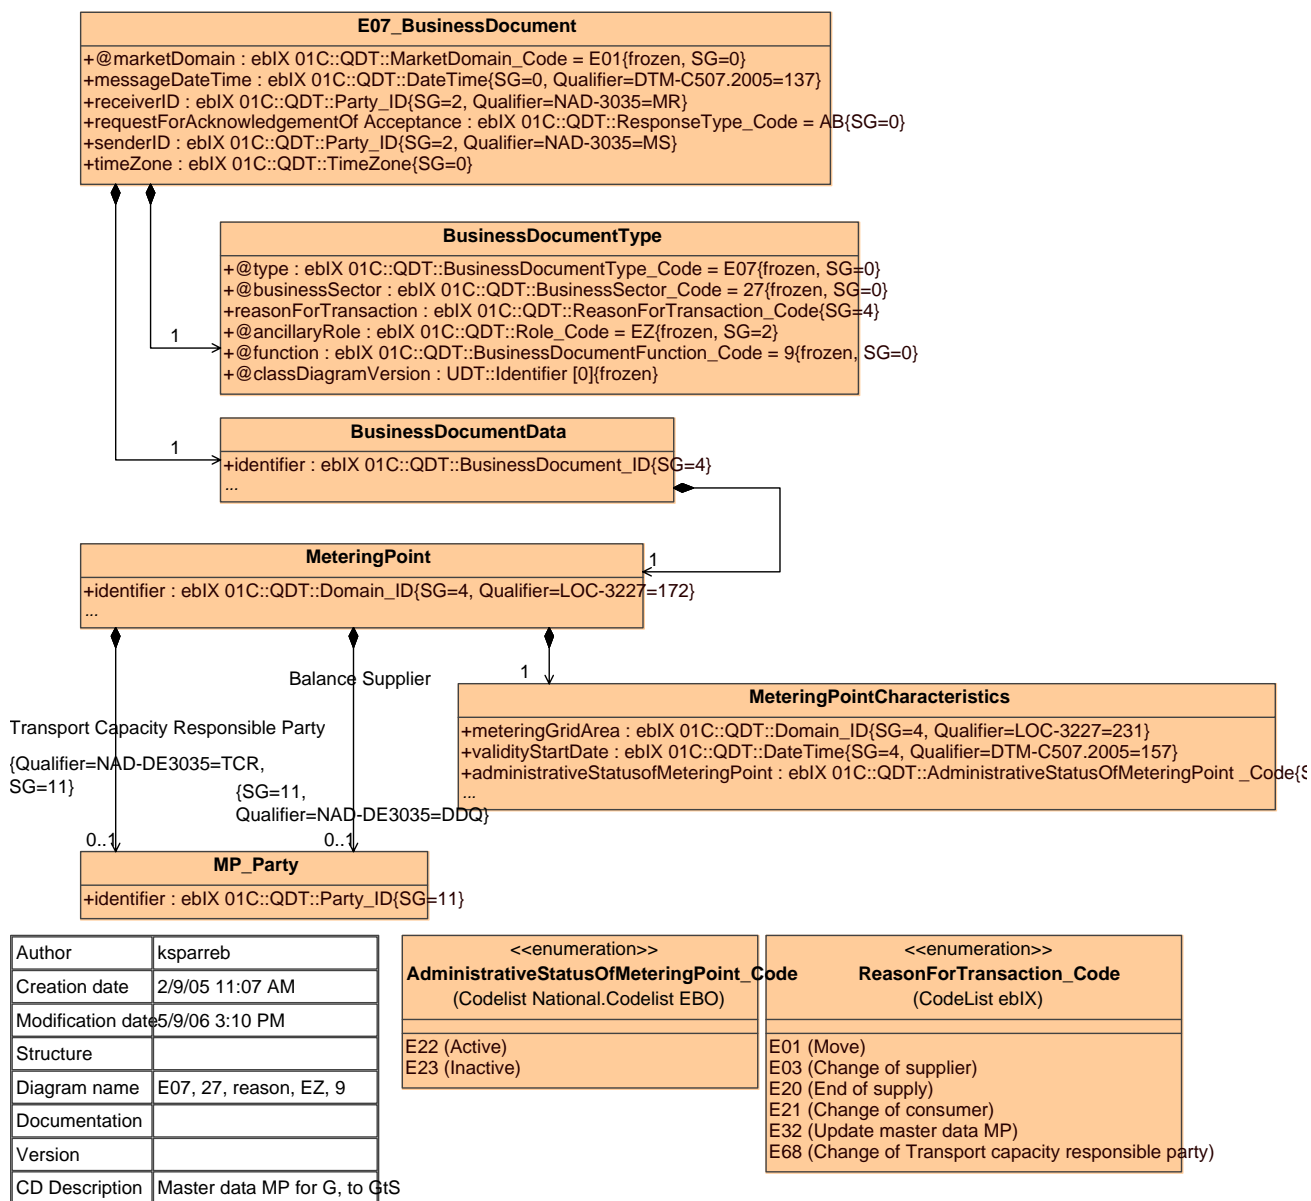 E07_BusinessDocument
+@marketDomain : ebIX 01C::QDT::MarketDomain_Code = E01{frozen, SG=0}
+messageDateTime : ebIX 01C::QDT::DateTime{SG=0, Qualifier=DTM-C507.2005=137}
+receiverID : ebIX 01C::QDT::Party_ID{SG=2, Qualifier=NAD-3035=MR}
+requestForAcknowledgementOf Acceptance : ebIX 01C::QDT::ResponseType_Code = AB{SG=0}
+senderID : ebIX 01C::QDT::Party_ID{SG=2, Qualifier=NAD-3035=MS}
+timeZone : ebIX 01C::QDT::TimeZone{SG=0}
BusinessDocumentType
+@type : ebIX 01C::QDT::BusinessDocumentType_Code = E07{frozen, SG=0}
+@businessSector : ebIX 01C::QDT::BusinessSector_Code = 27{frozen, SG=0}
+reasonForTransaction : ebIX 01C::QDT::ReasonForTransaction_Code{SG=4}
+@ancillaryRole : ebIX 01C::QDT::Role_Code = EZ{frozen, SG=2}
+@function : ebIX 01C::QDT::BusinessDocumentFunction_Code = 9{frozen, SG=0}
+@classDiagramVersion : UDT::Identifier [0]{frozen}
1
BusinessDocumentData
+identifier : ebIX 01C::QDT::BusinessDocument_ID{SG=4}
...
1
MeteringPoint
+identifier : ebIX 01C::QDT::Domain_ID{SG=4, Qualifier=LOC-3227=172}
...
1
Balance Supplier
1
MeteringPointCharacteristics
+meteringGridArea : ebIX 01C::QDT::Domain_ID{SG=4, Qualifier=LOC-3227=231}
+validityStartDate : ebIX 01C::QDT::DateTime{SG=4, Qualifier=DTM-C507.2005=157}
+administrativeStatusofMeteringPoint : ebIX 01C::QDT::AdministrativeStatusOfMeteringPoint _Code{S
...
Transport Capacity Responsible Party
{Qualifier=NAD-DE3035=TCR,
SG=11}
{SG=11,
Qualifier=NAD-DE3035=DDQ}
0..1
0..1
MP_Party
+identifier : ebIX 01C::QDT::Party_ID{SG=11}
Author ksparreb
Creation date 2/9/05 11:07 AM
Modification date 5/9/06 3:10 PM
Structure
Diagram name E07, 27, reason, EZ, 9
Documentation
Version
CD Description Master data MP for G, to GtS
<<enumeration>>
AdministrativeStatusOfMeteringPoint_Code
(Codelist National.Codelist EBO)
E22 (Active)
E23 (Inactive)
<<enumeration>>
ReasonForTransaction_Code
(CodeList ebIX)
E01 (Move)
E03 (Change of supplier)
E20 (End of supply)
E21 (Change of consumer)
E32 (Update master data MP)
E68 (Change of Transport capacity responsible party)